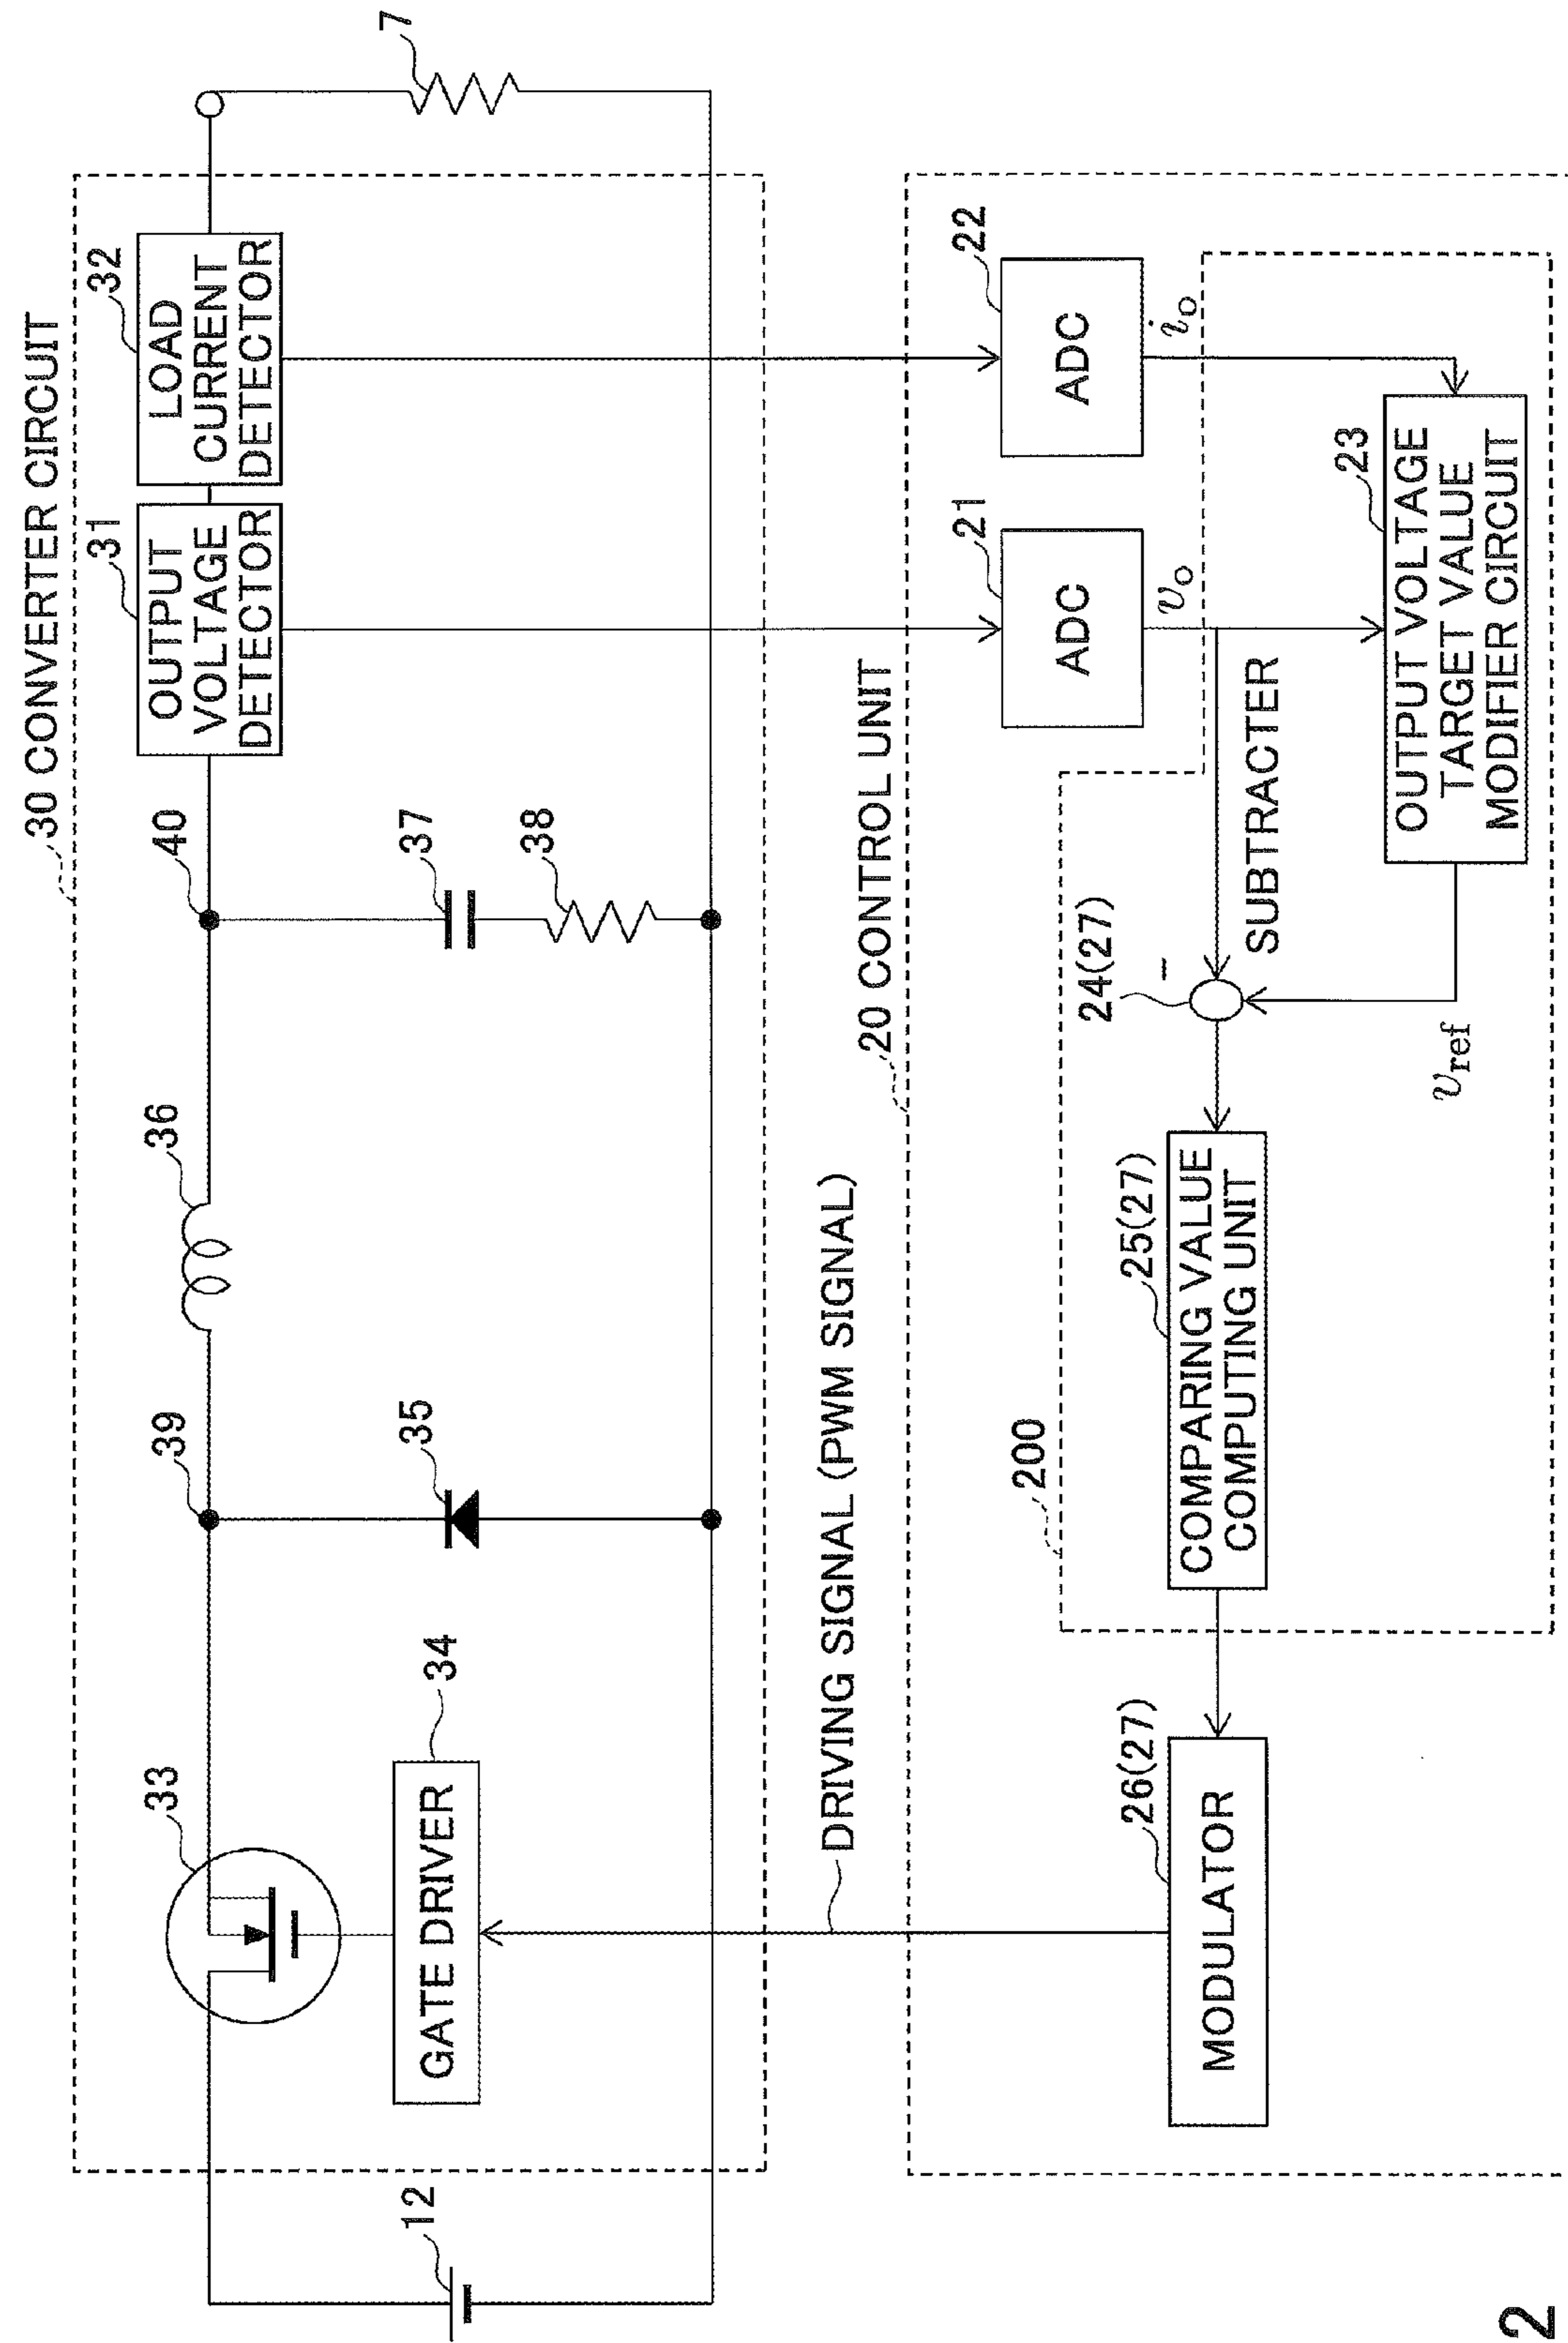 30 CONVERTER CIRCUIT
33
39
36
40
31
32
OUTPUT
VOLTAGE
DETECTOR
LOAD
CURRENT
DETECTOR
12
34
GATE DRIVER
35
37
38
7
DRIVING SIGNAL (PWM SIGNAL)
20 CONTROL UNIT
21
ADC
22
ADC
v_o
i_o
200
26(27)
MODULATOR
25(27)
COMPARING VALUE
COMPUTING UNIT
24(27)
-
SUBTRACTER
23
OUTPUT VOLTAGE
TARGET VALUE
MODIFIER CIRCUIT
v_ref
2